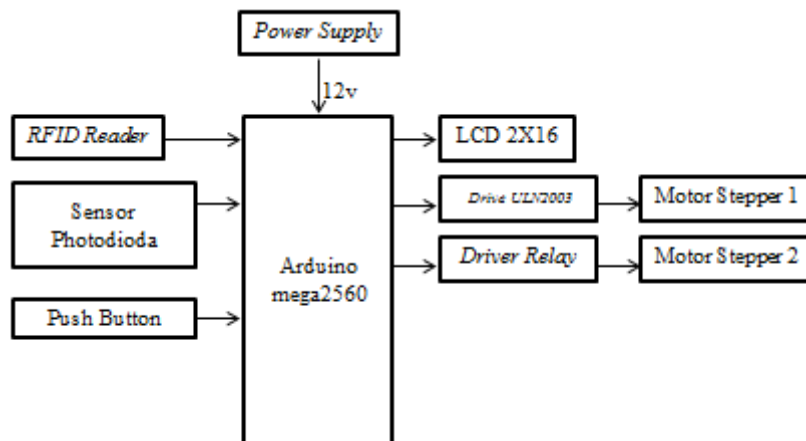 Power Supply
12v
RFID Reader
LCD 2X16
Sensor
Photodioda
Drive ULN2003
Motor Stepper 1
Arduino
mega2560
Driver Relay
Motor Stepper 2
Push Button